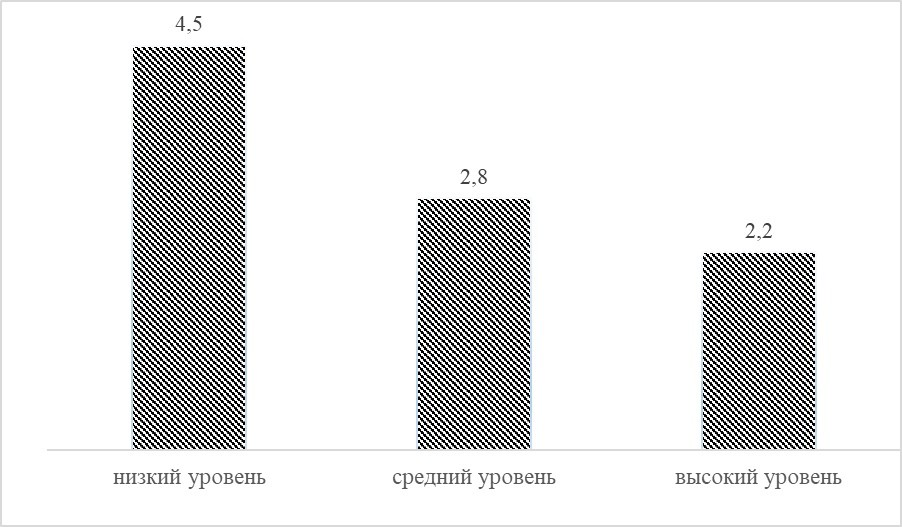 4,5
2,8
2,2
низкий уровень
средний уровень
высокий уровень